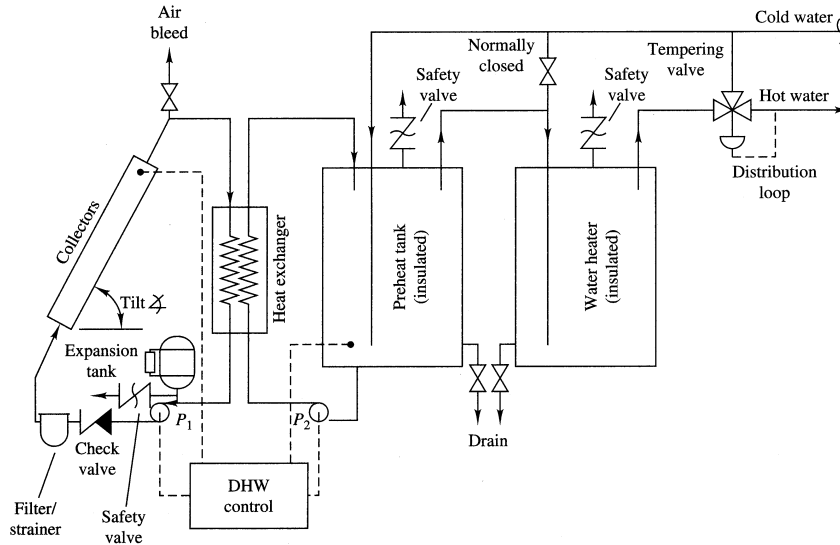 Air
bleed
Cold water
Normally
closed
Tempering
valve
Safety
valve
Safety
valve
Hot water
Distribution
loop
Collectors
Heat exchanger
Preheat tank
(insulated)
Water heater
(insulated)
Tilt
Expansion
tank
P1
P2
Check
valve
Drain
DHW
control
Filter/
strainer
Safety
valve